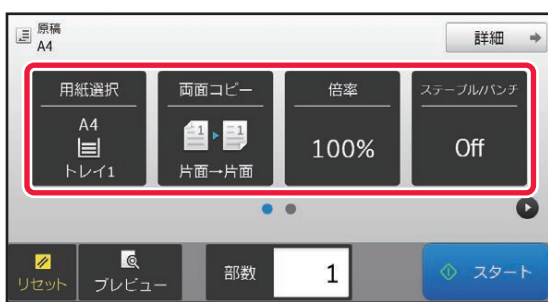 原稿
A4
詳細
用紙選択
A4
トレイ1
両面コピー
1 1
片面→片面
倍率
100%
ステープル/パンチ
Off
リセット
プレビュー
部数
1
スタート